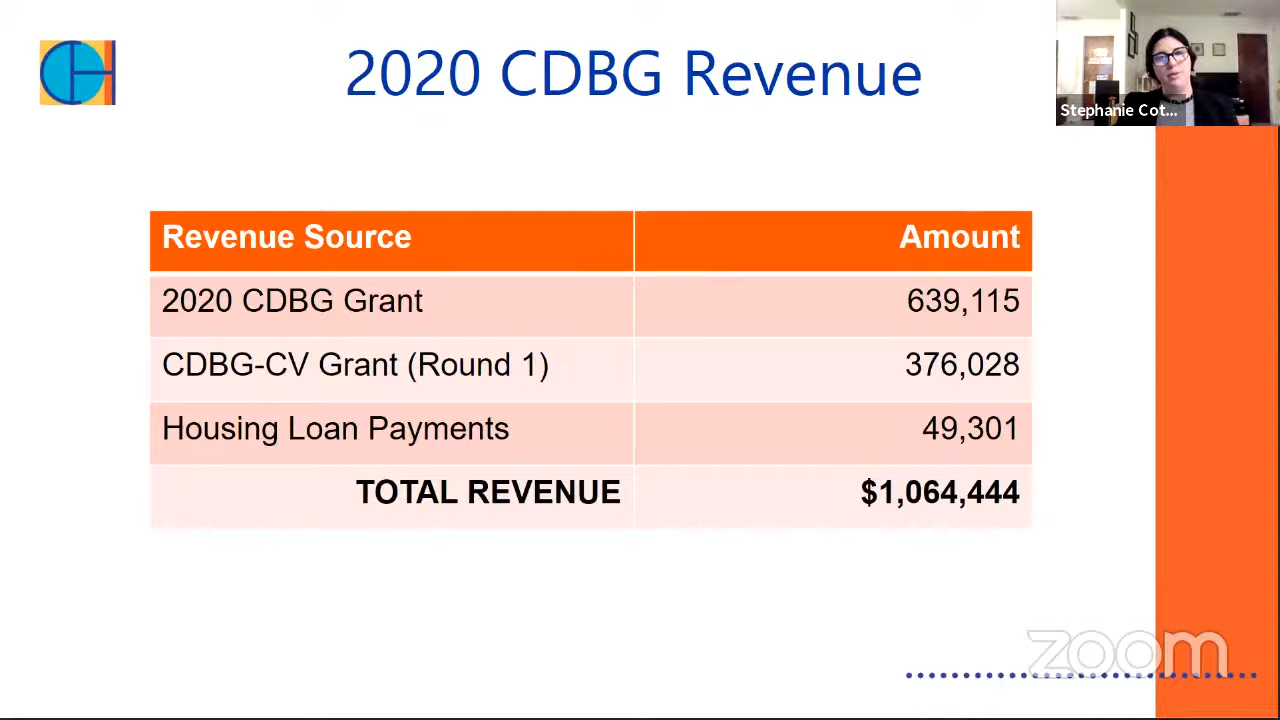 2020 CDBG Revenue
Stephanie Cot...
Revenue Source Amount
2020 CDBG Grant 639,115
CDBG-CV Grant (Round 1) 376,028
Housing Loan Payments 49,301
TOTAL REVENUE $1,064,444
zoom